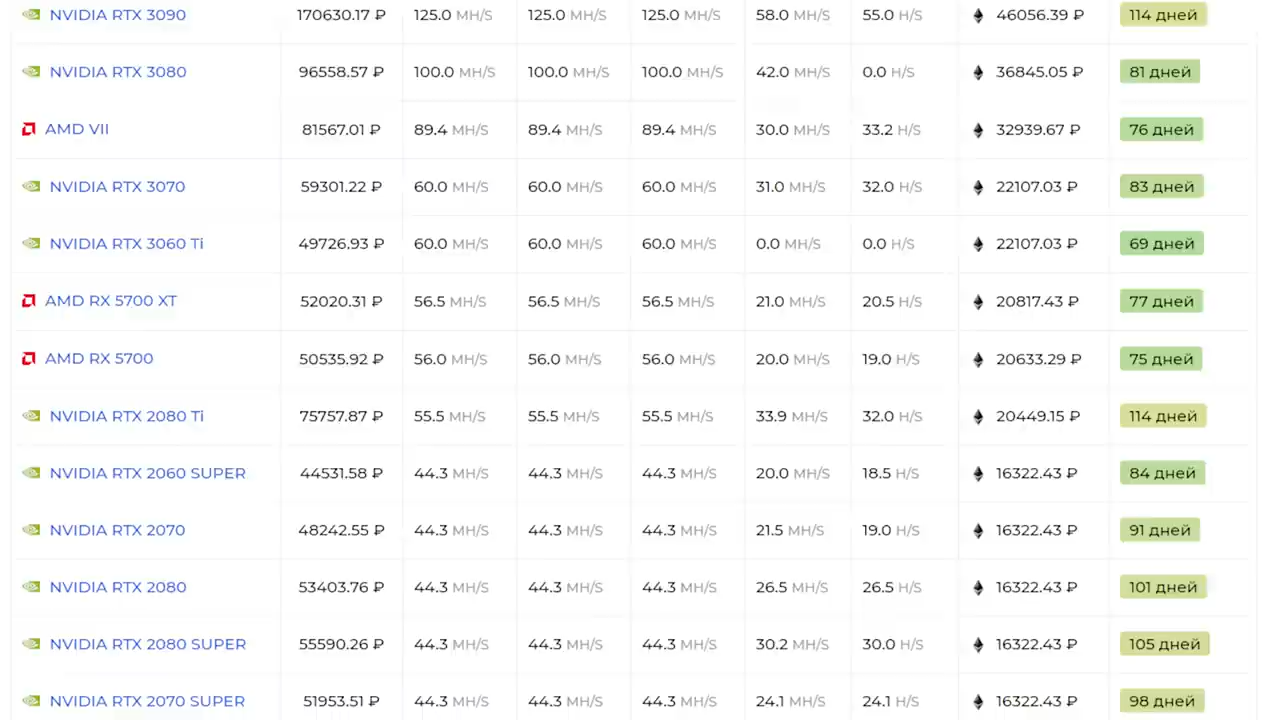 NVIDIA RTX 3090 170630.17 ₽ 125.0 MH/S 125.0 MH/S 125.0 MH/S 58.0 MH/S 55.0 H/S 46056.39 ₽ 114 дней
NVIDIA RTX 3080 96558.57 ₽ 100.0 MH/S 100.0 MH/S 100.0 MH/S 42.0 MH/S 0.0 H/S 36845.05 ₽ 81 дней
AMD VII 81567.01 ₽ 89.4 MH/S 89.4 MH/S 89.4 MH/S 30.0 MH/S 33.2 H/S 32939.67 ₽ 76 дней
NVIDIA RTX 3070 59301.22 ₽ 60.0 MH/S 60.0 MH/S 60.0 MH/S 31.0 MH/S 32.0 H/S 22107.03 ₽ 83 дней
NVIDIA RTX 3060 Ti 49726.93 ₽ 60.0 MH/S 60.0 MH/S 60.0 MH/S 0.0 MH/S 0.0 H/S 22107.03 ₽ 69 дней
AMD RX 5700 XT 52020.31 ₽ 56.5 MH/S 56.5 MH/S 56.5 MH/S 21.0 MH/S 20.5 H/S 20817.43 ₽ 77 дней
AMD RX 5700 50535.92 ₽ 56.0 MH/S 56.0 MH/S 56.0 MH/S 20.0 MH/S 19.0 H/S 20633.29 ₽ 75 дней
NVIDIA RTX 2080 Ti 75757.87 ₽ 55.5 MH/S 55.5 MH/S 55.5 MH/S 33.9 MH/S 32.0 H/S 20449.15 ₽ 114 дней
NVIDIA RTX 2060 SUPER 44531.58 ₽ 44.3 MH/S 44.3 MH/S 44.3 MH/S 20.0 MH/S 18.5 H/S 16322.43 ₽ 84 дней
NVIDIA RTX 2070 48242.55 ₽ 44.3 MH/S 44.3 MH/S 44.3 MH/S 21.5 MH/S 19.0 H/S 16322.43 ₽ 91 дней
NVIDIA RTX 2080 53403.76 ₽ 44.3 MH/S 44.3 MH/S 44.3 MH/S 26.5 MH/S 26.5 H/S 16322.43 ₽ 101 дней
NVIDIA RTX 2080 SUPER 55590.26 ₽ 44.3 MH/S 44.3 MH/S 44.3 MH/S 30.2 MH/S 30.0 H/S 16322.43 ₽ 105 дней
NVIDIA RTX 2070 SUPER 51953.51 ₽ 44.3 MH/S 44.3 MH/S 44.3 MH/S 24.1 MH/S 24.1 H/S 16322.43 ₽ 98 дней